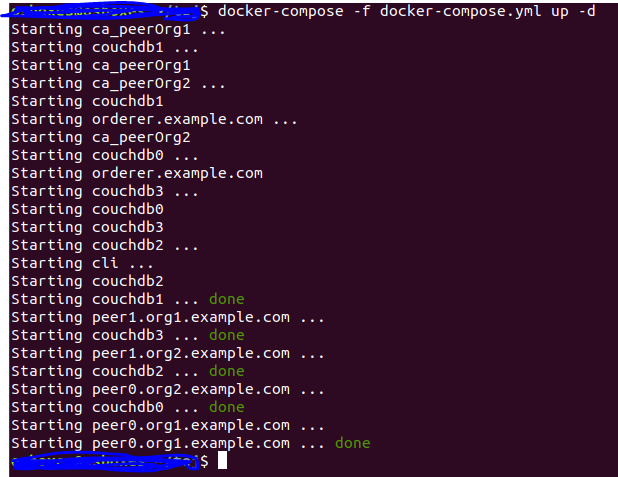 $ docker-compose -f docker-compose.yml up -d
Starting ca_peerOrg1 ...
Starting couchdb1 ...
Starting ca_peerOrg1
Starting ca_peerOrg2 ...
Starting couchdb1
Starting orderer.example.com ...
Starting ca_peerOrg2
Starting couchdb0 ...
Starting orderer.example.com
Starting couchdb3 ...
Starting couchdb0
Starting couchdb3
Starting couchdb2 ...
Starting cli ...
Starting couchdb2
Starting couchdb1 ... done
Starting peer1.org1.example.com ...
Starting couchdb3 ... done
Starting peer1.org2.example.com ...
Starting couchdb2 ... done
Starting peer0.org2.example.com ...
Starting couchdb0 ... done
Starting peer0.org1.example.com ...
Starting peer0.org1.example.com ... done
$